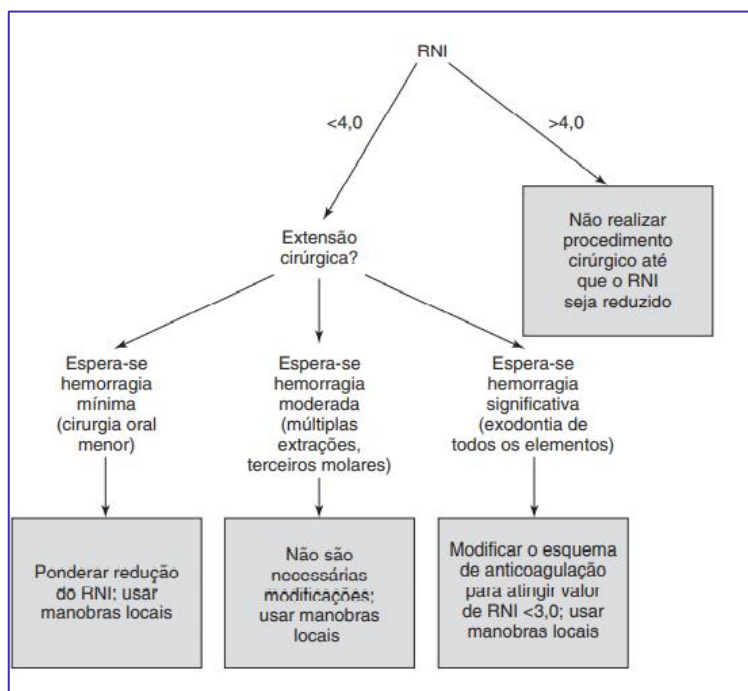 RNI
<4,0
>4,0
Não realizar
procedimento
cirúrgico até
que o RNI
seja reduzido
Extensão
cirúrgica?
Espera-se
hemorragia
mínima
(cirurgia oral
menor)
Espera-se
hemorragia
moderada
(múltiplas
extrações,
terceiros molares)
Espera-se
hemorragia
significativa
(exodontia de
todos os elementos)
Ponderar redução
do RNI; usar
manobras locais
Não são
necessárias
modificações;
usar manobras
locais
Modificar o esquema
de anticoagulação
para atingir valor
de RNI <3,0; usar
manobras locais